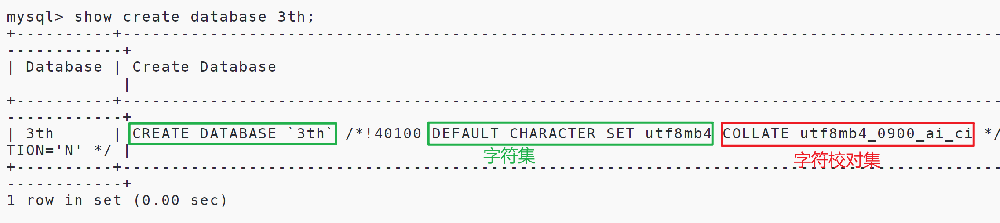 mysql> show create database 3th;
+----------+------------------------------------------------------------------------------------------
------------+
| Database | Create Database
|
+----------+------------------------------------------------------------------------------------------
------------+
| 3th | CREATE DATABASE `3th` /*!40100 DEFAULT CHARACTER SET utf8mb4 COLLATE utf8mb4_0900_ai_ci */
TION='N' */ |
字符集
字符校对集
+----------+------------------------------------------------------------------------------------------
------------+
1 row in set (0.00 sec)